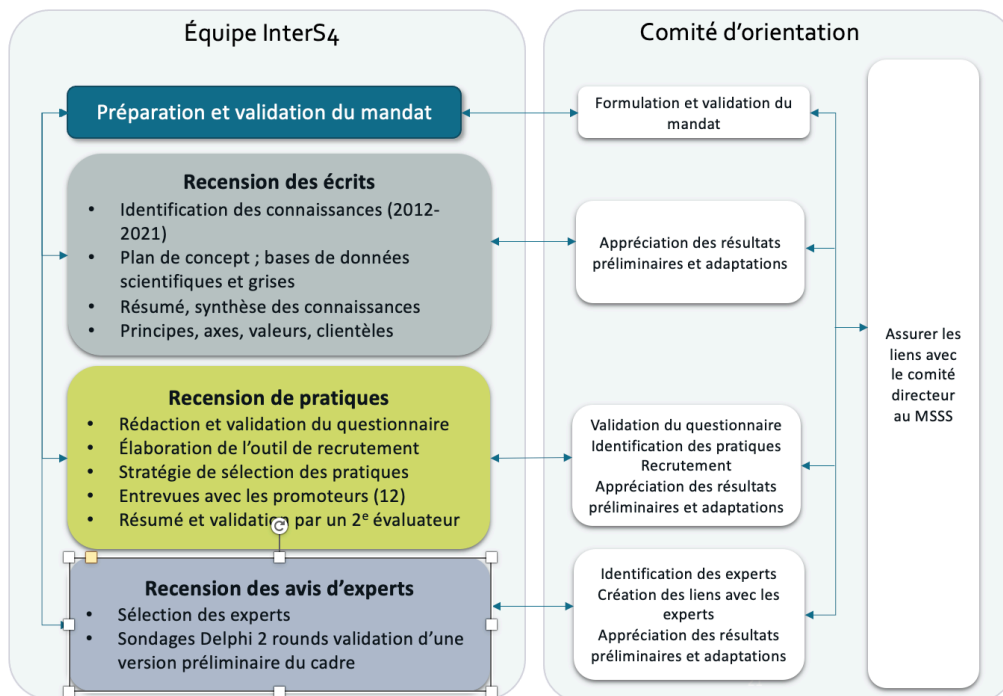 Équipe InterS4
Préparation et validation du mandat
Recension des écrits
• Identification des connaissances (2012-
2021)
• Plan de concept ; bases de données
scientifiques et grises
• Résumé, synthèse des connaissances
• Principes, axes, valeurs, clientèles
Recension de pratiques
• Rédaction et validation du questionnaire
• Élaboration de l'outil de recrutement
• Stratégie de sélection des pratiques
• Entrevues avec les promoteurs (12)
• Résumé et validation par un 2e évaluateur
Recension des avis d'experts
• Sélection des experts
• Sondages Delphi 2 rounds validation d'une
version préliminaire du cadre
Comité d'orientation
Formulation et validation du
mandat
Appréciation des résultats
préliminaires et adaptations
Validation du questionnaire
Identification des pratiques
Recrutement
Appréciation des résultats
préliminaires et adaptations
Identification des experts
Création des liens avec les
experts
Appréciation des résultats
préliminaires et adaptations
Assurer les
liens avec
le comité
directeur
au MSSS